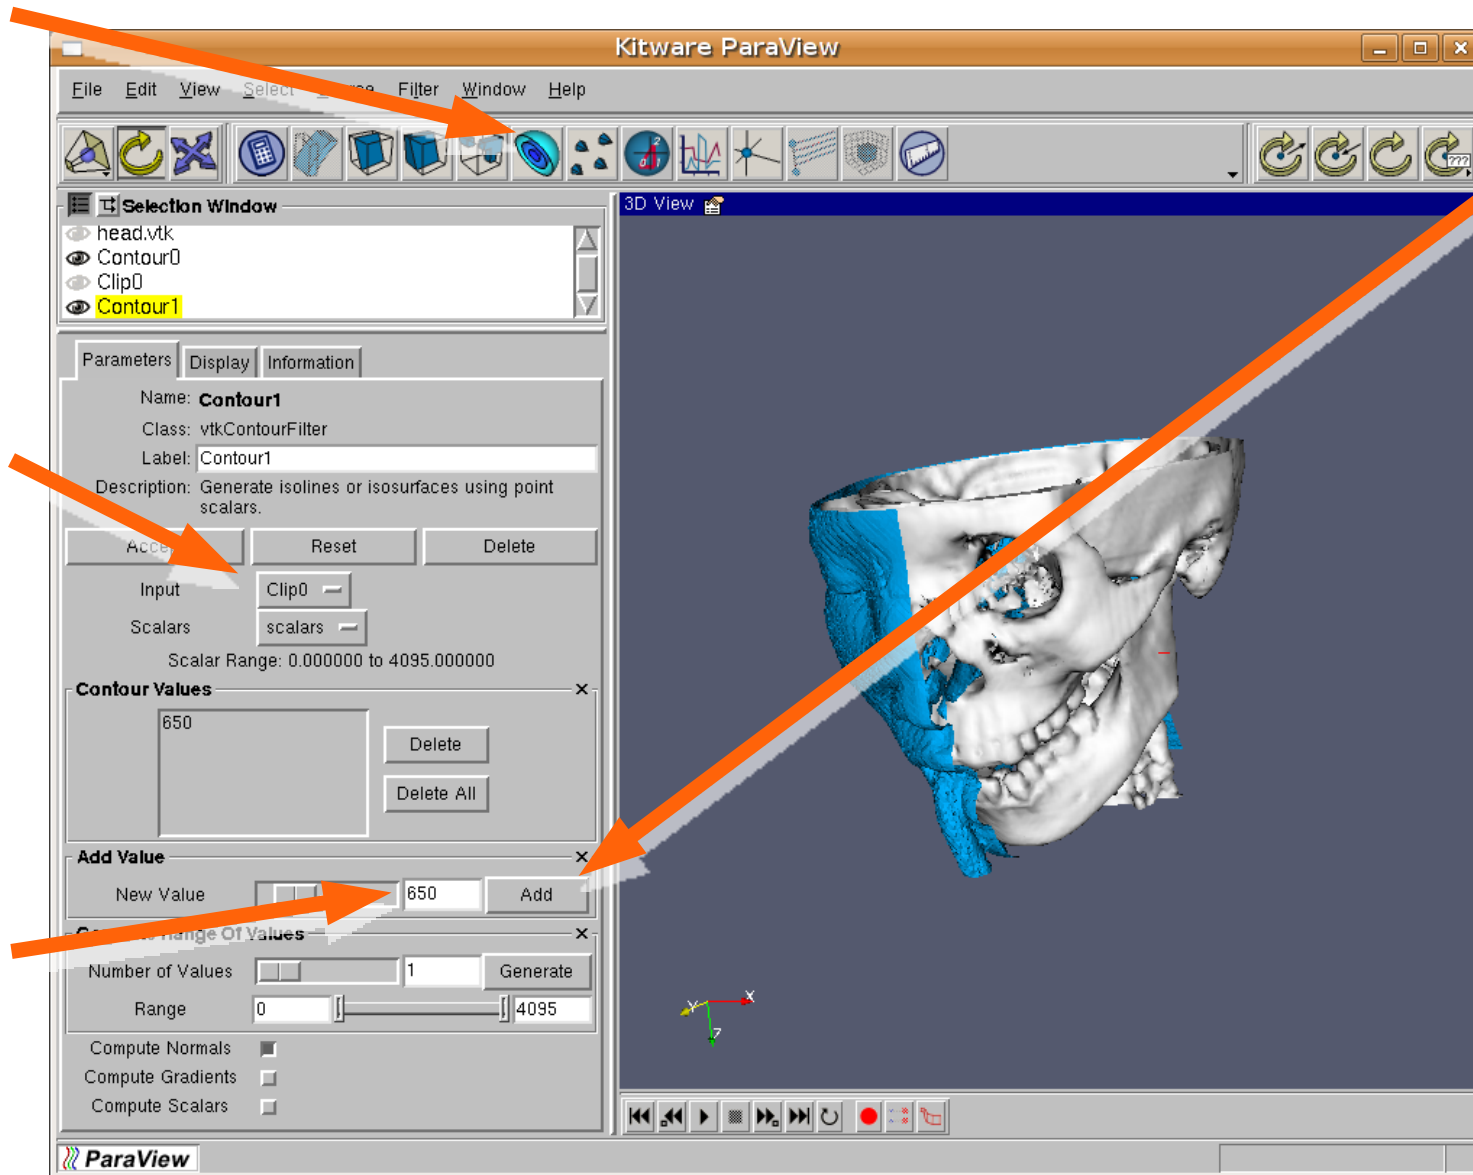 Kitware ParaView
File Edit View Select Filter Window Help
???
Selection Window
3D View
head.vtk
Contour0
Clip0
Contour1
Parameters Display Information
Name: Contour1
Class: vtkContourFilter
Label: Contour1
Description: Generate isolines or isosurfaces using point
scalars.
Reset Delete
Input Clip0
Scalars scalars
Scalar Range: 0.000000 to 4095.000000
Contour Values
650
Delete
Delete All
Add Value
New Value 650 Add
Range Of Values
Number of Values 1 Generate
Range 0 4095
Compute Normals
Compute Gradients
Compute Scalars
X
Y
Z
ParaView